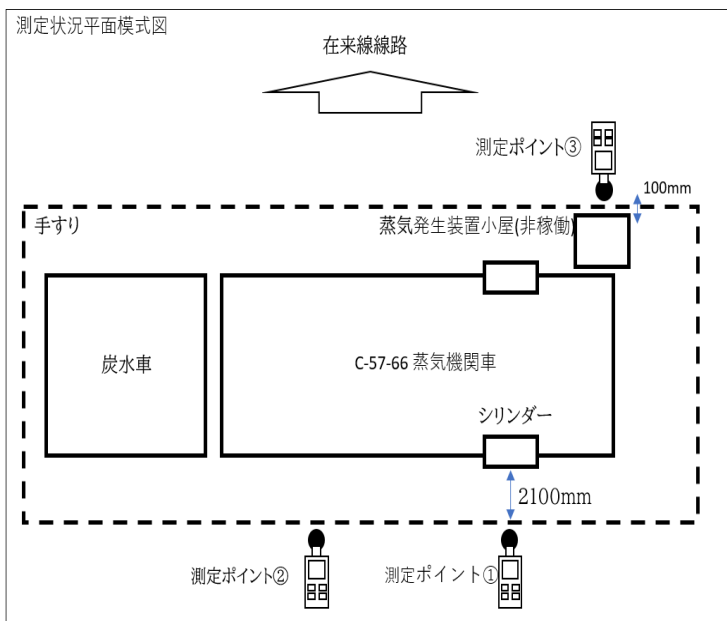 測定状況平面模式図
在来線線路
測定ポイント③
100mm
手すり
蒸気発生装置小屋(非稼働)
炭水車
C-57-66 蒸気機関車
シリンダー
2100mm
測定ポイント②
測定ポイント①